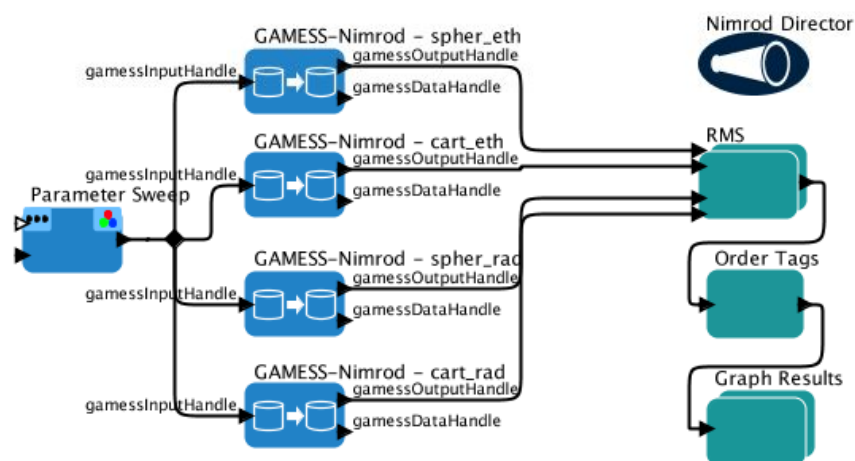 Nimrod Director
GAMESS-Nimrod - spher_eth
gamessInputHandle
gamessOutputHandle
gamessDataHandle
GAMESS-Nimrod - cart_eth
gamessInputHandle
gamessOutputHandle
gamessDataHandle
RMS
Parameter Sweep
GAMESS-Nimrod - spher_rad
gamessInputHandle
gamessOutputHandle
gamessDataHandle
Order Tags
GAMESS-Nimrod - cart_rad
gamessInputHandle
gamessOutputHandle
gamessDataHandle
Graph Results